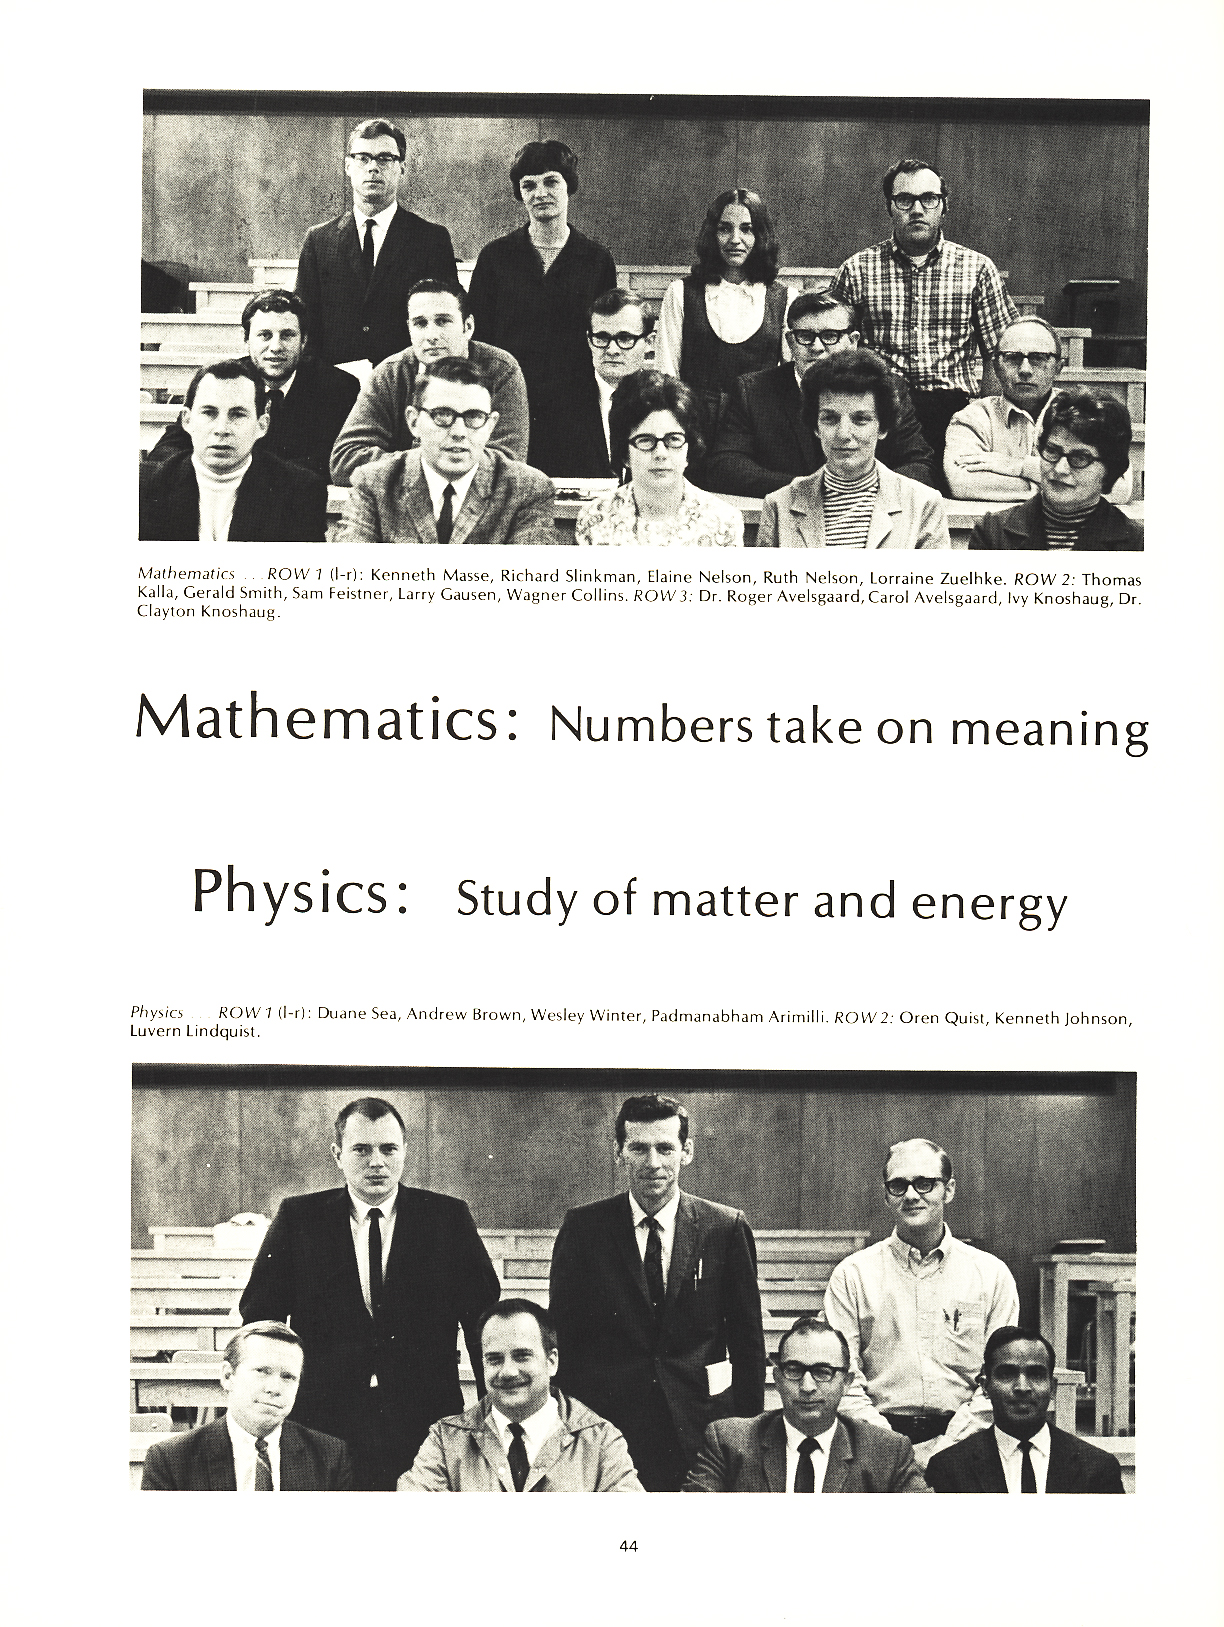 Mathematics . . . ROW 1 (l-r): Kenneth Masse, Richard Slinkman, Elaine Nelson, Ruth Nelson, Lorraine Zuelhke. ROW 2: Thomas
Kalla, Gerald Smith, Sam Feistner, Larry Gausen, Wagner Collins. ROW 3: Dr. Roger Avelsgaard, Carol Avelsgaard, Ivy Knoshaug, Dr.
Clayton Knoshaug.
Mathematics: Numbers take on meaning
Physics: Study of matter and energy
Physics . . . ROW 1 (l-r): Duane Sea, Andrew Brown, Wesley Winter, Padmanabham Arimilli. ROW 2: Oren Quist, Kenneth Johnson,
Luvern Lindquist.
44